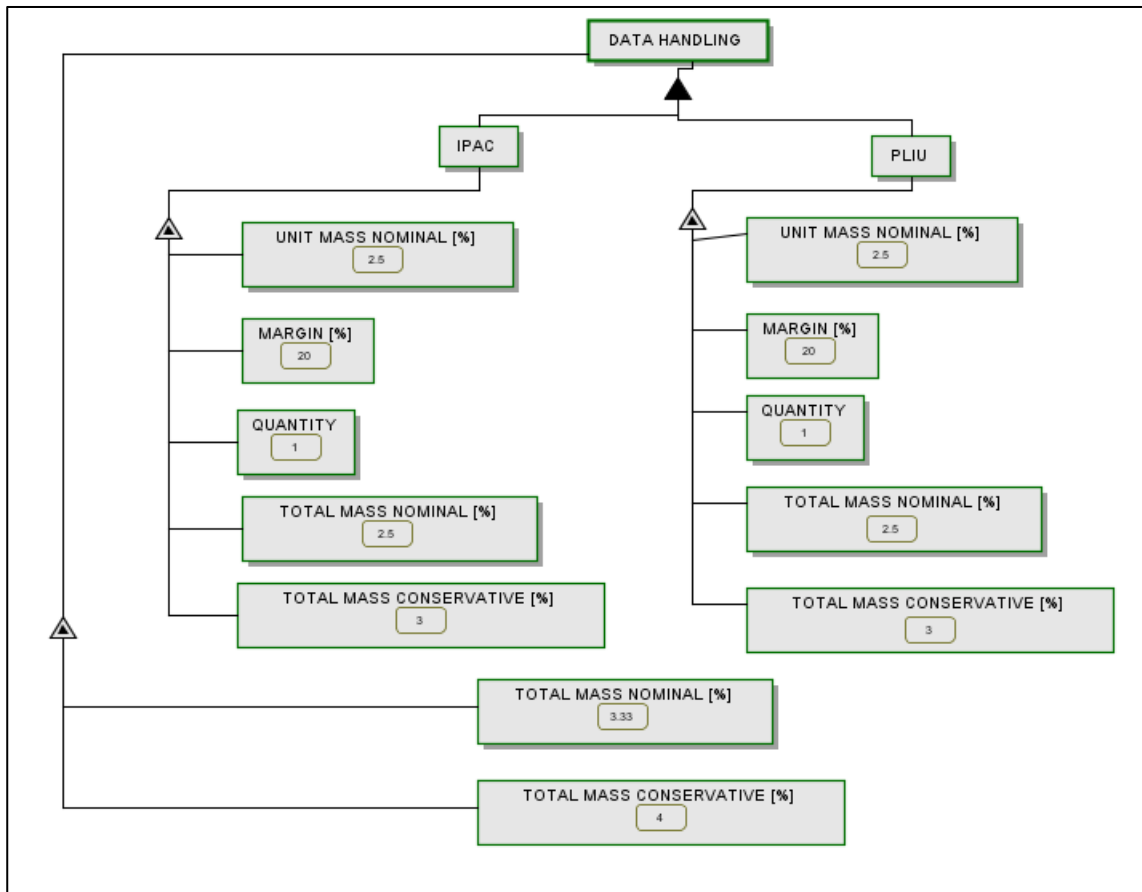 DATA HANDLING
IPAC
PLIU
UNIT MASS NOMINAL [%]
2.5
MARGIN [%]
20
QUANTITY
1
TOTAL MASS NOMINAL [%]
2.5
TOTAL MASS CONSERVATIVE [%]
3
UNIT MASS NOMINAL [%]
2.5
MARGIN [%]
20
QUANTITY
1
TOTAL MASS NOMINAL [%]
2.5
TOTAL MASS CONSERVATIVE [%]
3
TOTAL MASS NOMINAL [%]
3.33
TOTAL MASS CONSERVATIVE [%]
4